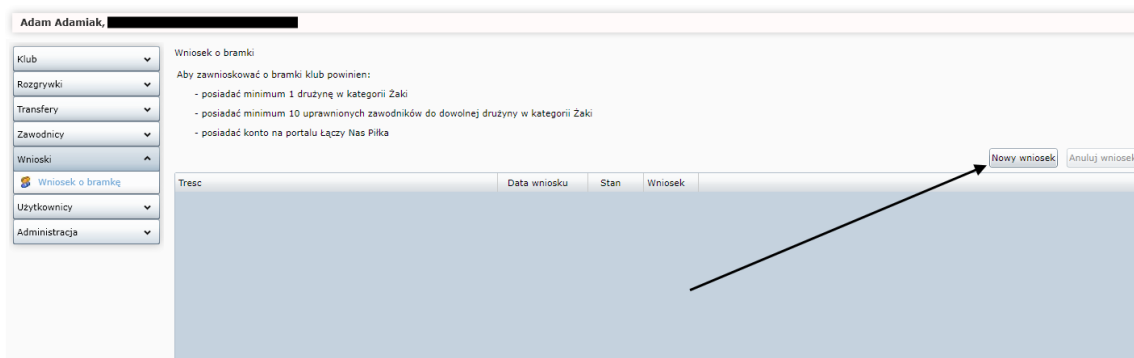 Adam Adamiak,
Klub
Rozgrywki
Transfery
Zawodnicy
Wnioski
Wniosek o bramkę
Użytkownicy
Administracja
Wniosek o bramki
Aby zawnioskować o bramki klub powinien:
- posiadać minimum 1 drużynę w kategorii Żaki
- posiadać minimum 10 uprawnionych zawodników do dowolnej drużyny w kategorii Żaki
- posiadać konto na portalu Łączy Nas Piłka
Nowy wniosek Anuluj wniosek
Tresc Data wniosku Stan Wniosek